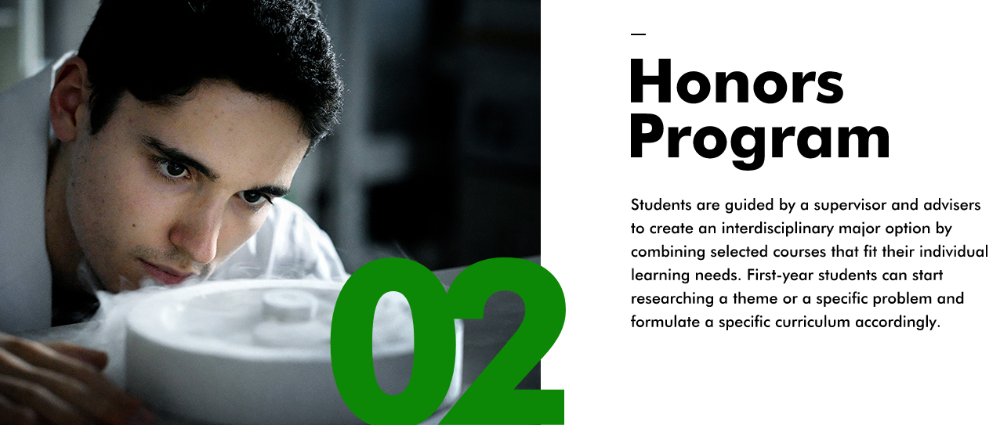 Honors
Program
Students are guided by a supervisor and advisers
to create an interdisciplinary major option by
combining selected courses that fit their individual
learning needs. First-year students can start
researching a theme or a specific problem and
formulate a specific curriculum accordingly.
02